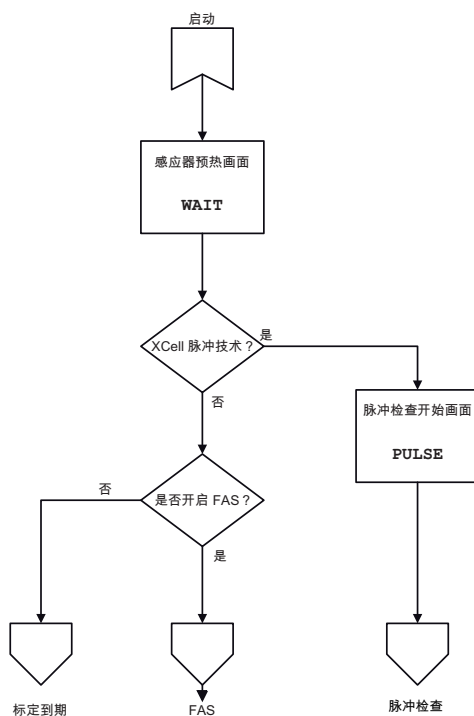 启动
感应器预热画面
WAIT
XCell 脉冲技术？
是
否
脉冲检查开始画面
PULSE
是否开启 FAS？
否
是
标定到期
FAS
脉冲检查